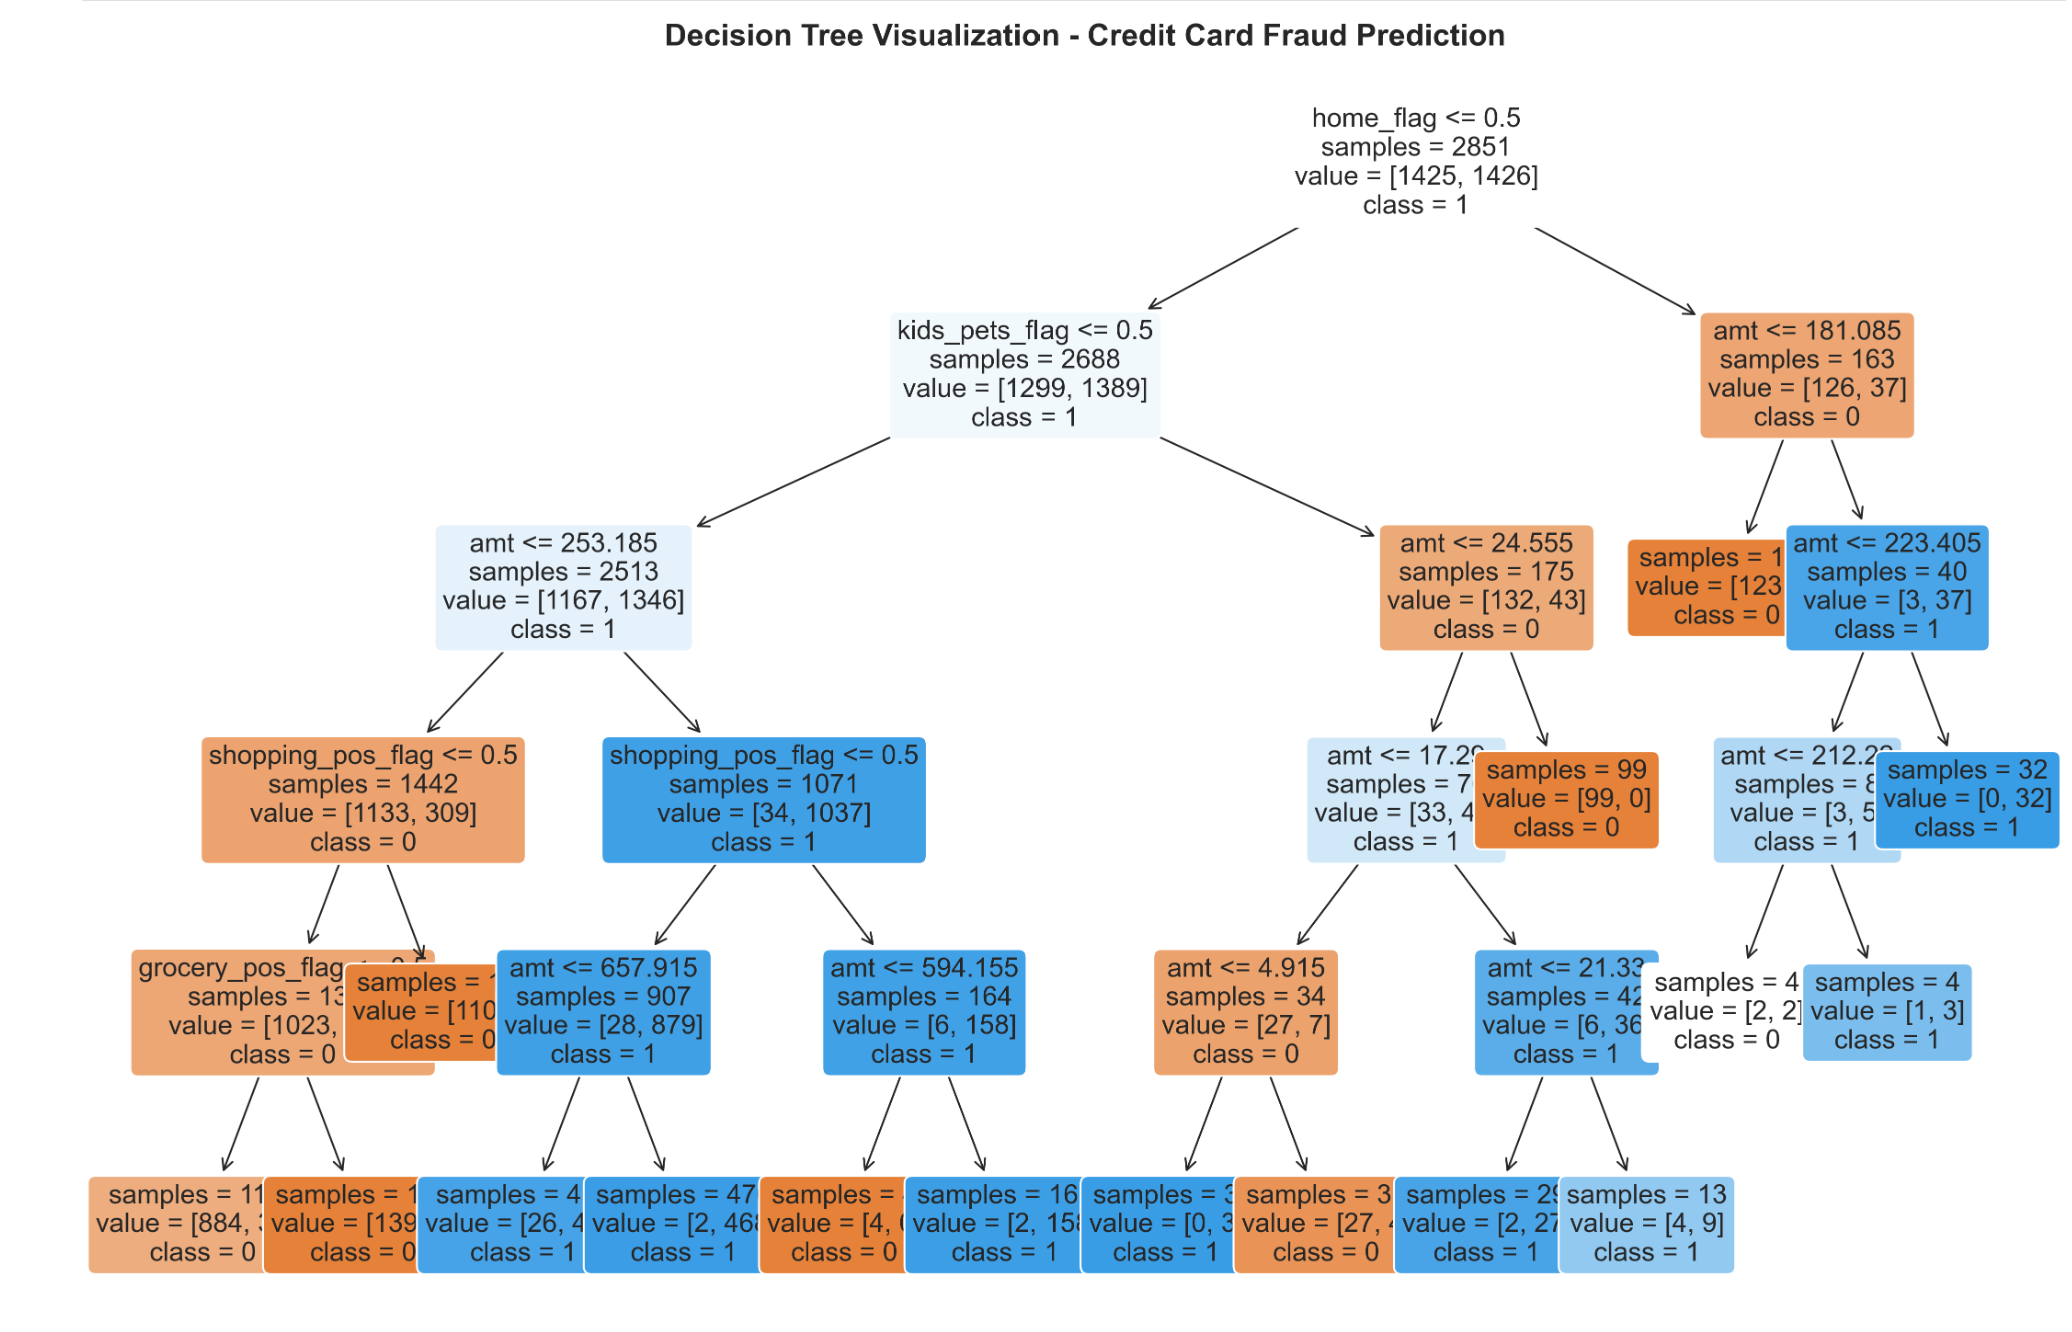 Decision Tree Visualization - Credit Card Fraud Prediction
home_flag <= 0.5
samples = 2851
value = [1425, 1426]
class = 1
kids_pets_flag <= 0.5
samples = 2688
value = [1299, 1389]
class = 1
amt <= 181.085
samples = 163
value = [126, 37]
class = 0
amt <= 253.185
samples = 2513
value = [1167, 1346]
class = 1
amt <= 24.555
samples = 175
value = [132, 43]
class = 0
samples = 1
value = [123
class = 0
amt <= 223.405
samples = 40
value = [3, 37]
class = 1
shopping_pos_flag <= 0.5
samples = 1442
value = [1133, 309]
class = 0
shopping_pos_flag <= 0.5
samples = 1071
value = [34, 1037]
class = 1
amt <= 17.29
samples = 7
value = [33, 4
class = 1
samples = 99
value = [99, 0]
class = 0
amt <= 212.2
samples = 8
value = [3, 5
class = 1
samples = 32
value = [0, 32]
class = 1
grocery_pos_flag
samples = 13
value = [1023,
class = 0
samples =
value = [110
class = 0
amt <= 657.915
samples = 907
value = [28, 879]
class = 1
amt <= 594.155
samples = 164
value = [6, 158]
class = 1
amt <= 4.915
samples = 34
value = [27, 7]
class = 0
amt <= 21.33
samples = 42
value = [6, 36
class = 1
samples = 4
value = [2, 2]
class = 0
samples = 4
value = [1, 3]
class = 1
samples = 11
value = [884,
class = 0
samples = 1
value = [139
class = 0
samples = 4
value = [26, 4
class = 1
samples = 47
value = [2, 468
class = 1
samples =
value = [4,
class = 0
samples = 16
value = [2, 158
class = 1
samples = 3
value = [0, 3
class = 1
samples = 3
value = [27,
class = 0
samples = 29
value = [2, 27
class = 1
samples = 13
value = [4, 9]
class = 1